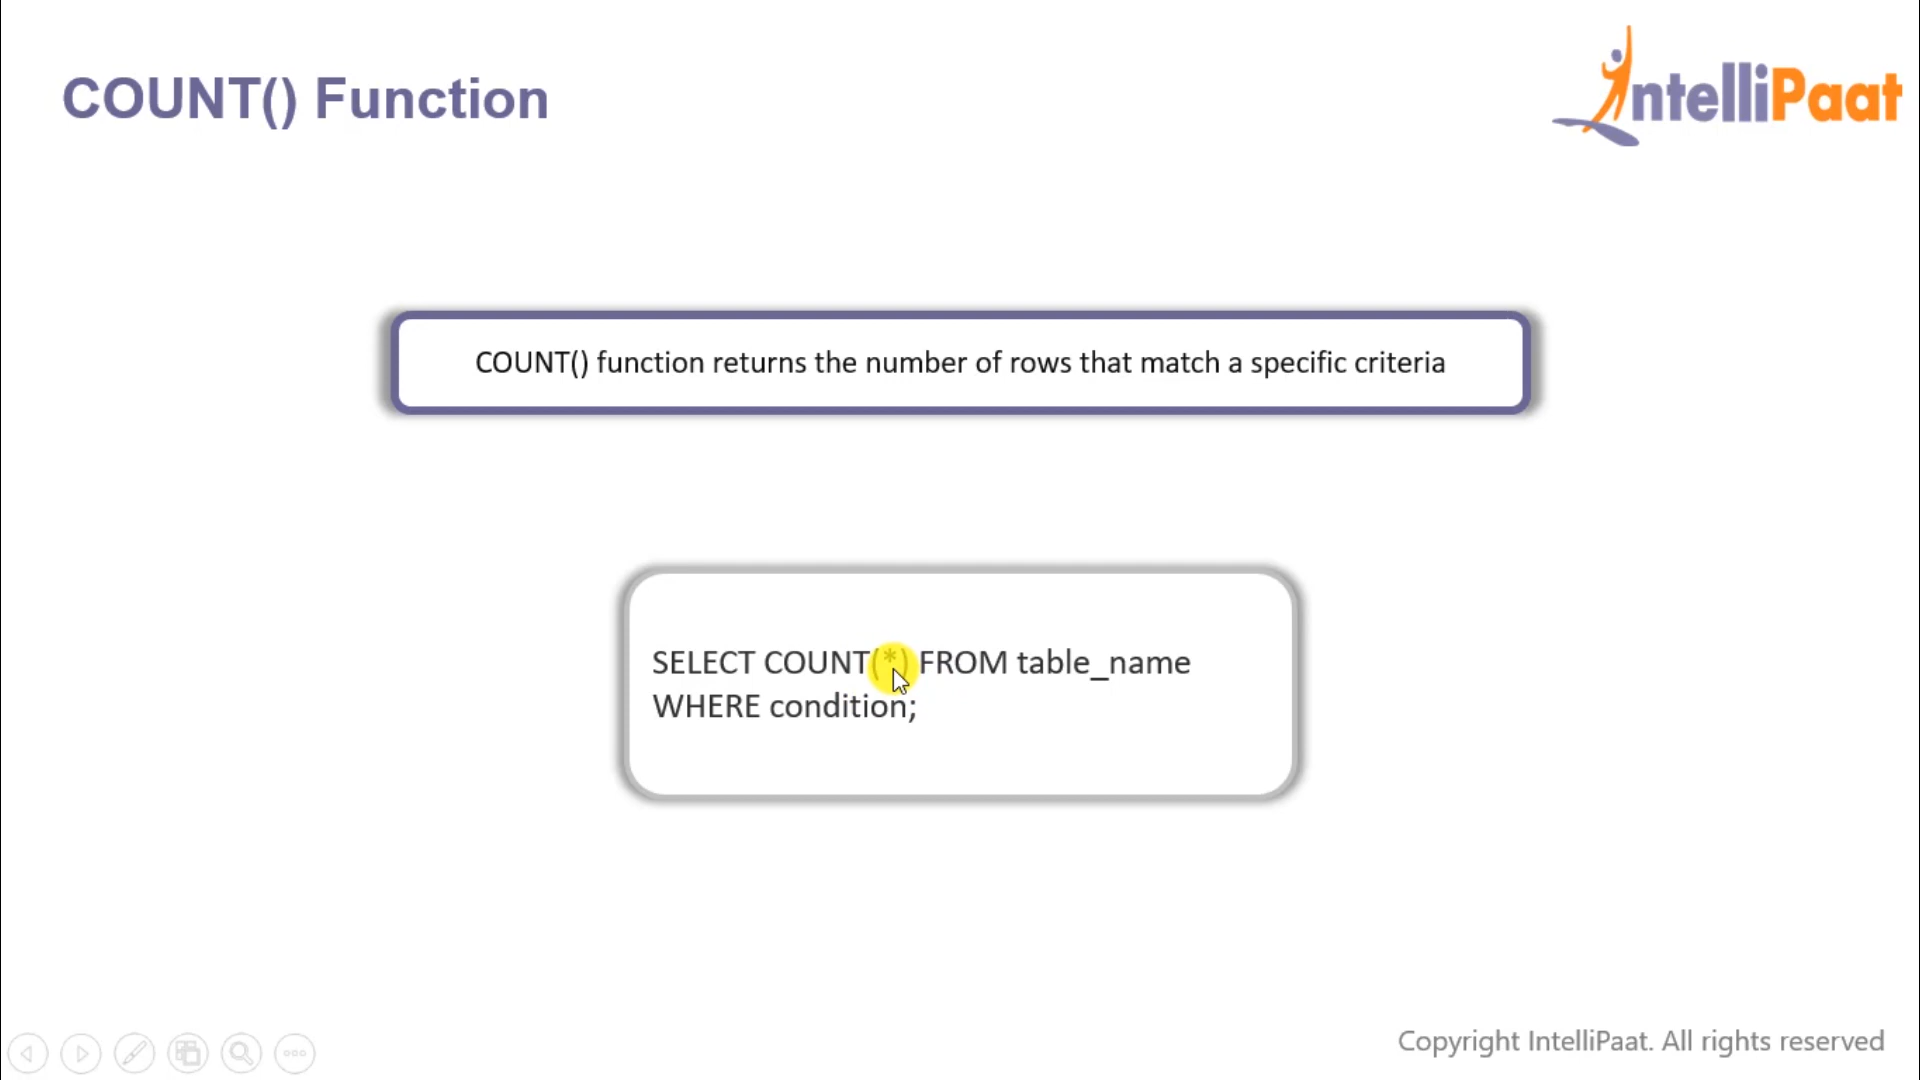 COUNT() Function
IntelliPaat
COUNT() function returns the number of rows that match a specific criteria
SELECT COUNT(*) FROM table_name
WHERE condition;
Copyright IntelliPaat. All rights reserved